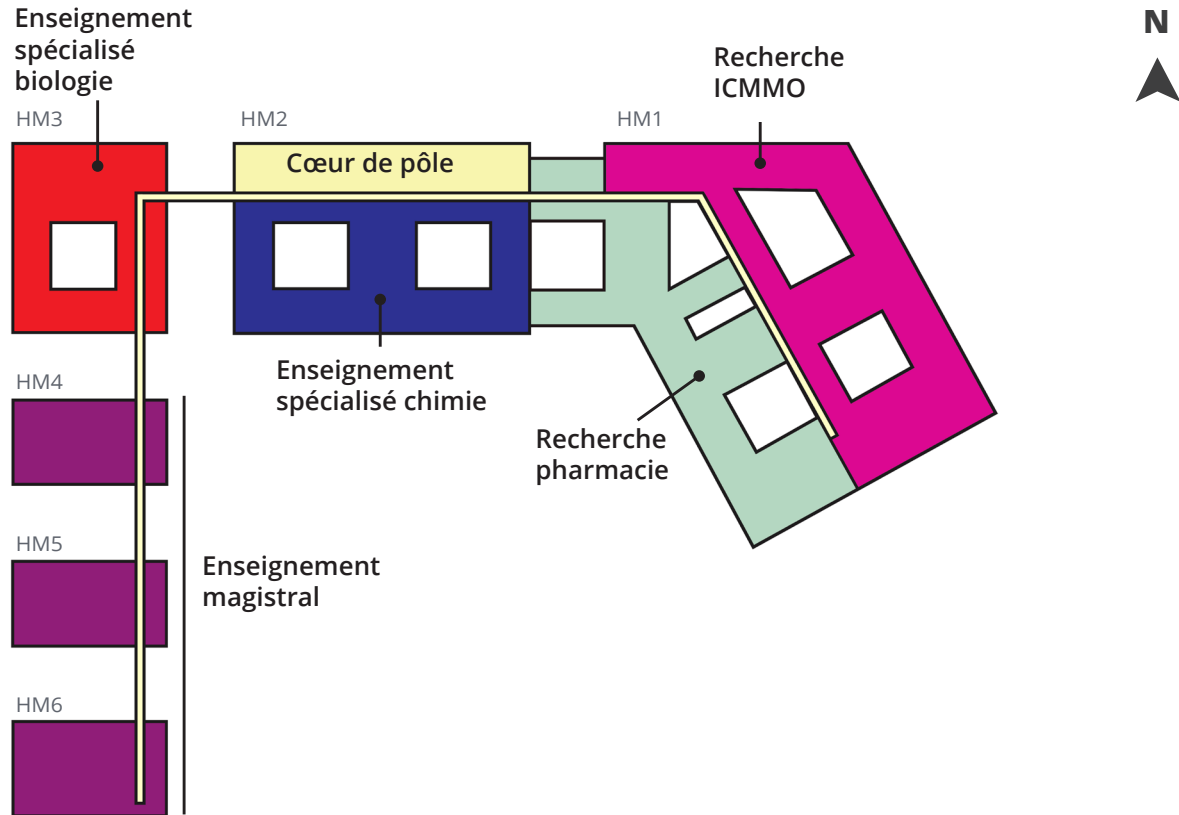 Enseignement
spécialisé
biologie
N
Recherche
ICMMO
HM3
HM2
HM1
Cœur de pôle
Enseignement
spécialisé chimie
HM4
Recherche
pharmacie
HM5
Enseignement
magistral
HM6